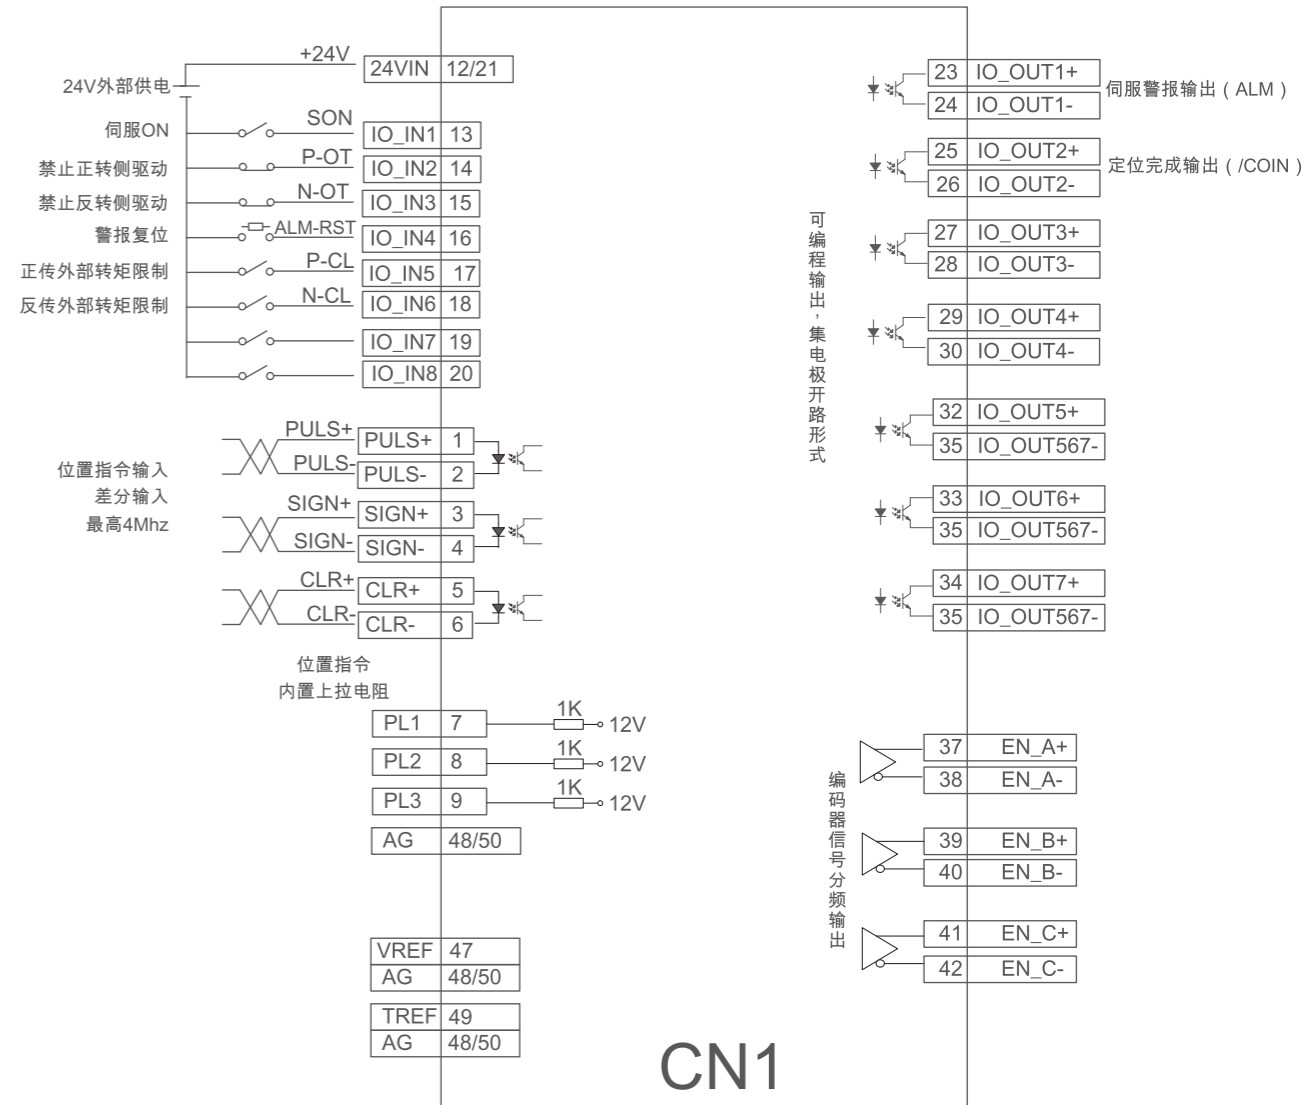 +24V
24VIN 12/21
24V外部供电
伺服ON SON IO_IN1 13
禁止正转侧驱动 P-OT IO_IN2 14
禁止反转侧驱动 N-OT IO_IN3 15
警报复位 ALM-RST IO_IN4 16
正传外部转矩限制 P-CL IO_IN5 17
反传外部转矩限制 N-CL IO_IN6 18
IO_IN7 19
IO_IN8 20
PULS+ PULS+ 1
PULS- PULS- 2
位置指令输入
差分输入
最高4Mhz
SIGN+ SIGN+ 3
SIGN- SIGN- 4
CLR+ CLR+ 5
CLR- CLR- 6
位置指令
内置上拉电阻
PL1 7 1K 12V
PL2 8 1K 12V
PL3 9 1K 12V
AG 48/50
VREF 47
AG 48/50
TREF 49
AG 48/50
23 IO_OUT1+
24 IO_OUT1-
伺服警报输出（ALM）
25 IO_OUT2+
26 IO_OUT2-
定位完成输出（/COIN）
27 IO_OUT3+
28 IO_OUT3-
29 IO_OUT4+
30 IO_OUT4-
32 IO_OUT5+
35 IO_OUT567-
33 IO_OUT6+
35 IO_OUT567-
34 IO_OUT7+
35 IO_OUT567-
可编程输出，集电极开路形式
37 EN_A+
38 EN_A-
39 EN_B+
40 EN_B-
41 EN_C+
42 EN_C-
编码器信号分频输出
CN1